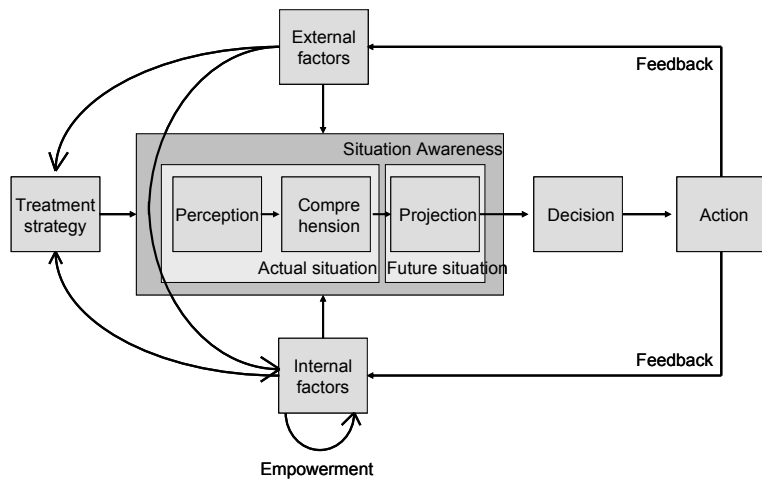 External
factors
Feedback
Situation Awareness
Treatment
strategy
Perception
Compre
hension
Projection
Decision
Action
Actual situation
Future situation
Internal
factors
Feedback
Empowerment